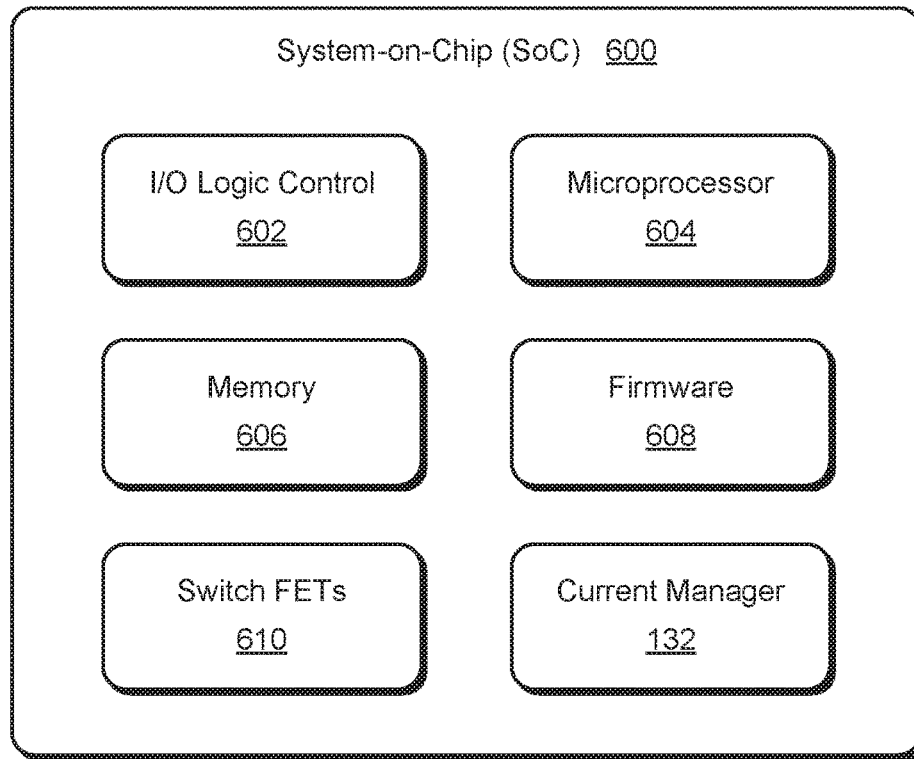 System-on-Chip (SoC) 600
I/O Logic Control
602
Microprocessor
604
Memory
606
Firmware
608
Switch FETs
610
Current Manager
132